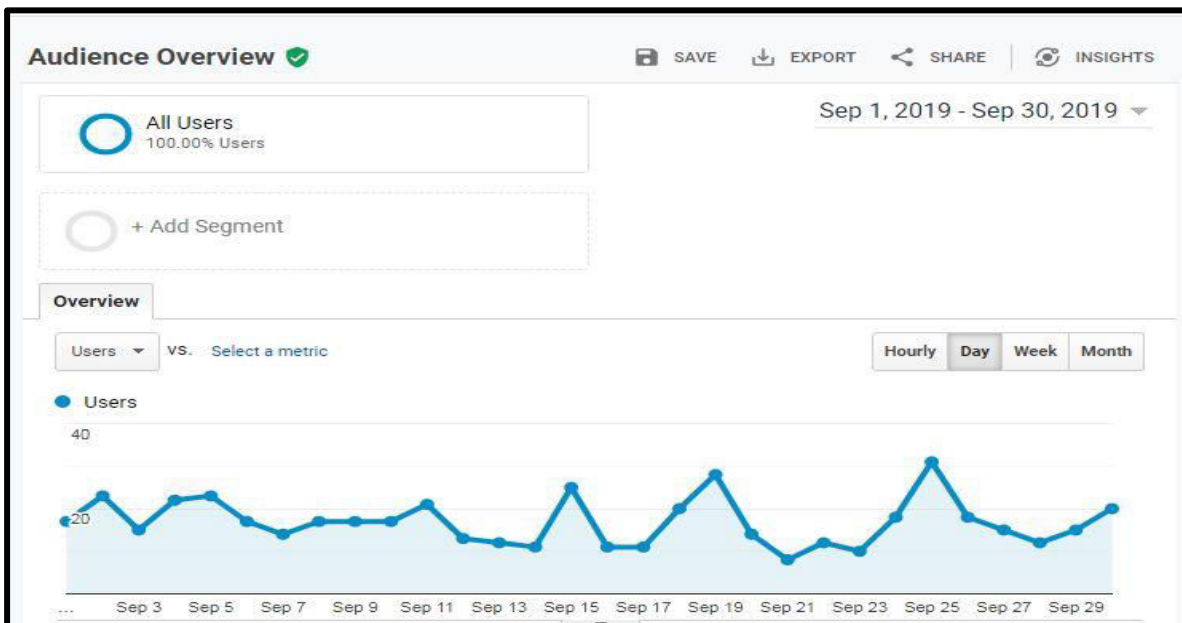 Audience Overview
SAVE EXPORT SHARE INSIGHTS
All Users
100.00% Users
Sep 1, 2019 - Sep 30, 2019
+ Add Segment
Overview
Users VS. Select a metric
Hourly Day Week Month
Users
40
20
... Sep 3 Sep 5 Sep 7 Sep 9 Sep 11 Sep 13 Sep 15 Sep 17 Sep 19 Sep 21 Sep 23 Sep 25 Sep 27 Sep 29